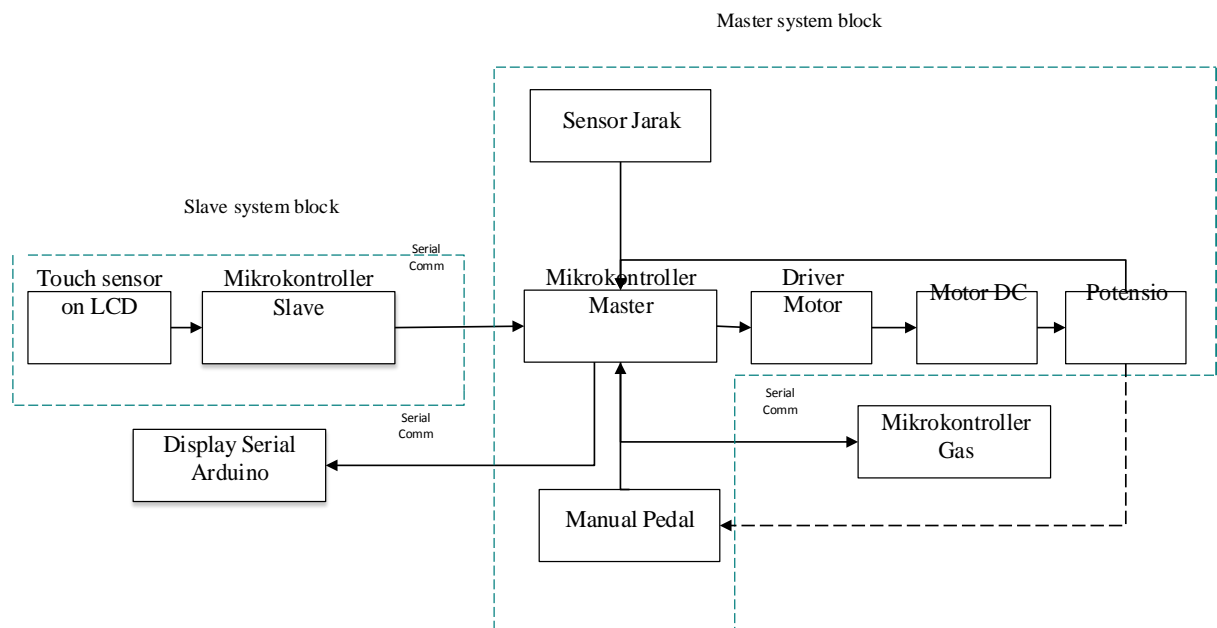 Master system block
Sensor Jarak
Slave system block
Serial
Comm
Touch sensor
on LCD
Mikrokontroller
Slave
Mikrokontroller
Master
Driver
Motor
Motor DC
Potensio
Serial
Comm
Display Serial
Arduino
Serial
Comm
Mikrokontroller
Gas
Manual Pedal